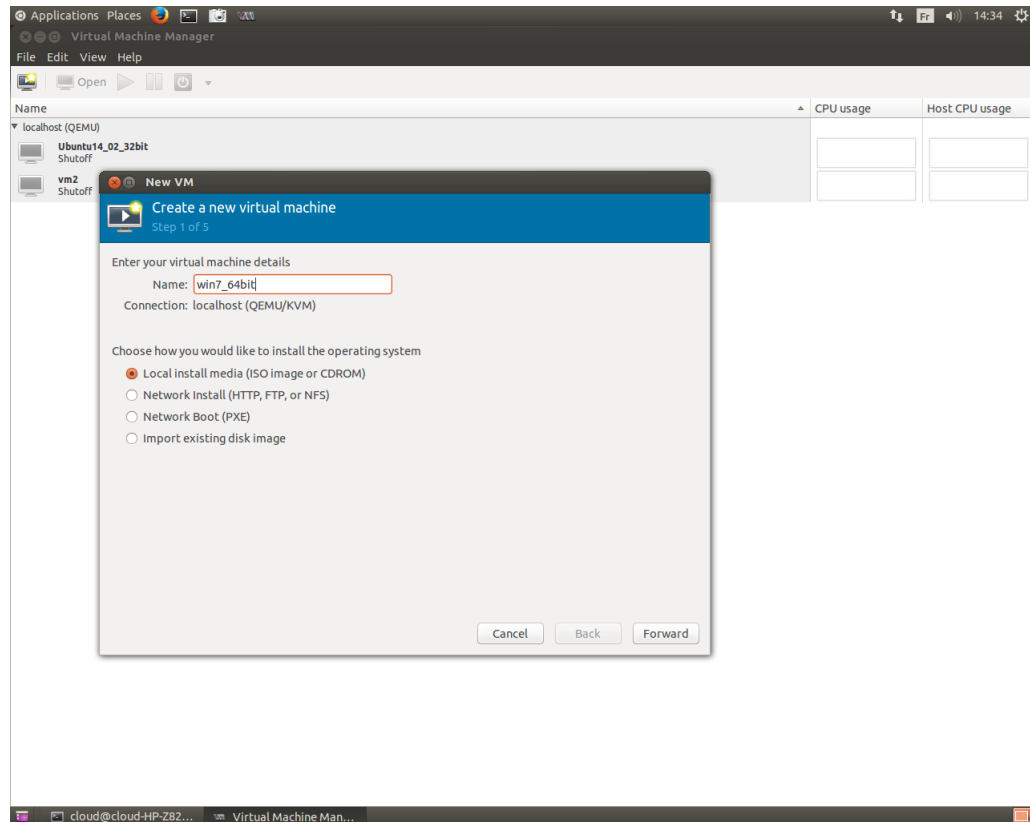 Applications Places Fr 14:34
Virtual Machine Manager
File Edit View Help
Open
Name CPU usage Host CPU usage
localhost (QEMU)
Ubuntu14_02_32bit
Shutoff
vm2
Shutoff
New VM
Create a new virtual machine
Step 1 of 5
Enter your virtual machine details
Name: win7_64bit
Connection: localhost (QEMU/KVM)
Choose how you would like to install the operating system
Local install media (ISO image or CDROM)
Network Install (HTTP, FTP, or NFS)
Network Boot (PXE)
Import existing disk image
Cancel Back Forward
cloud@cloud-HP-Z82... Virtual Machine Man...